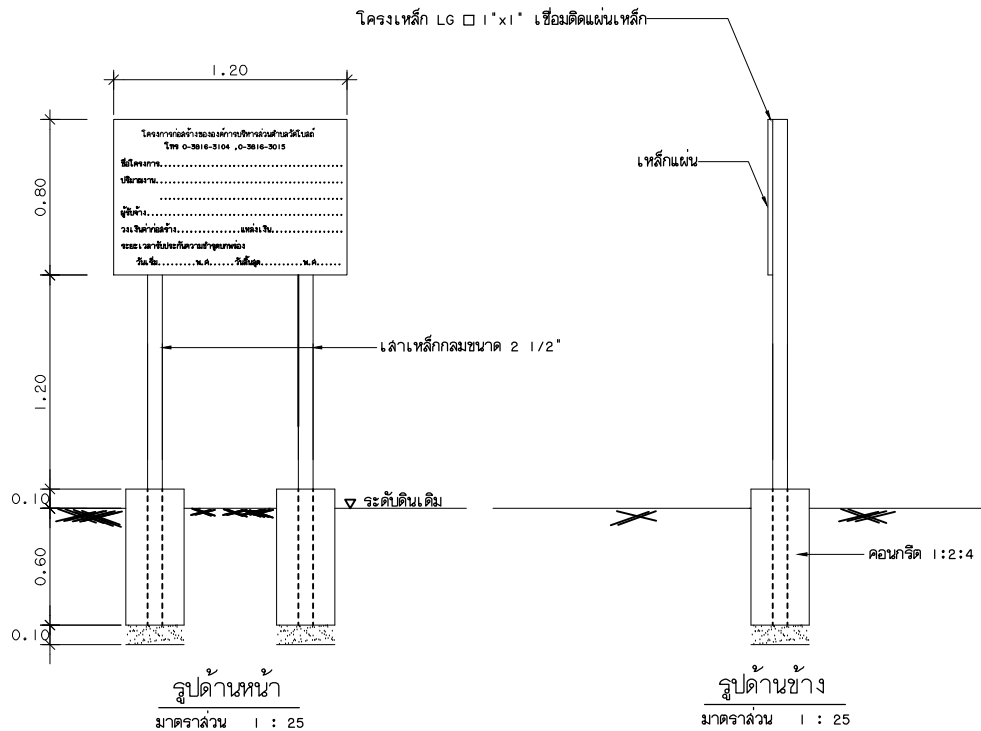 โครงเหล็ก LG □ 1"x1" เชื่อมติดแผ่นเหล็ก
1.20
โครงการก่อสร้างขององค์การบริหารส่วนตำบลวัดโบสถ์
โทร 0-3816-3104 ,0-3816-3015
ชื่อโครงการ
ปริมาณงาน
ผู้รับจ้าง
วงเงินค่าก่อสร้าง แหล่งเงิน
ระยะเวลารับประกันความชำรุดบกพร่อง
วันเริ่ม พ.ศ. วันสิ้นสุด พ.ศ.
0.80
เหล็กแผ่น
เสาเหล็กกลมขนาด 2 1/2"
1.20
0.10
ระดับดินเดิม
0.60
คอนกรีต 1:2:4
0.10
รูปด้านหน้า
มาตราส่วน 1 : 25
รูปด้านข้าง
มาตราส่วน 1 : 25